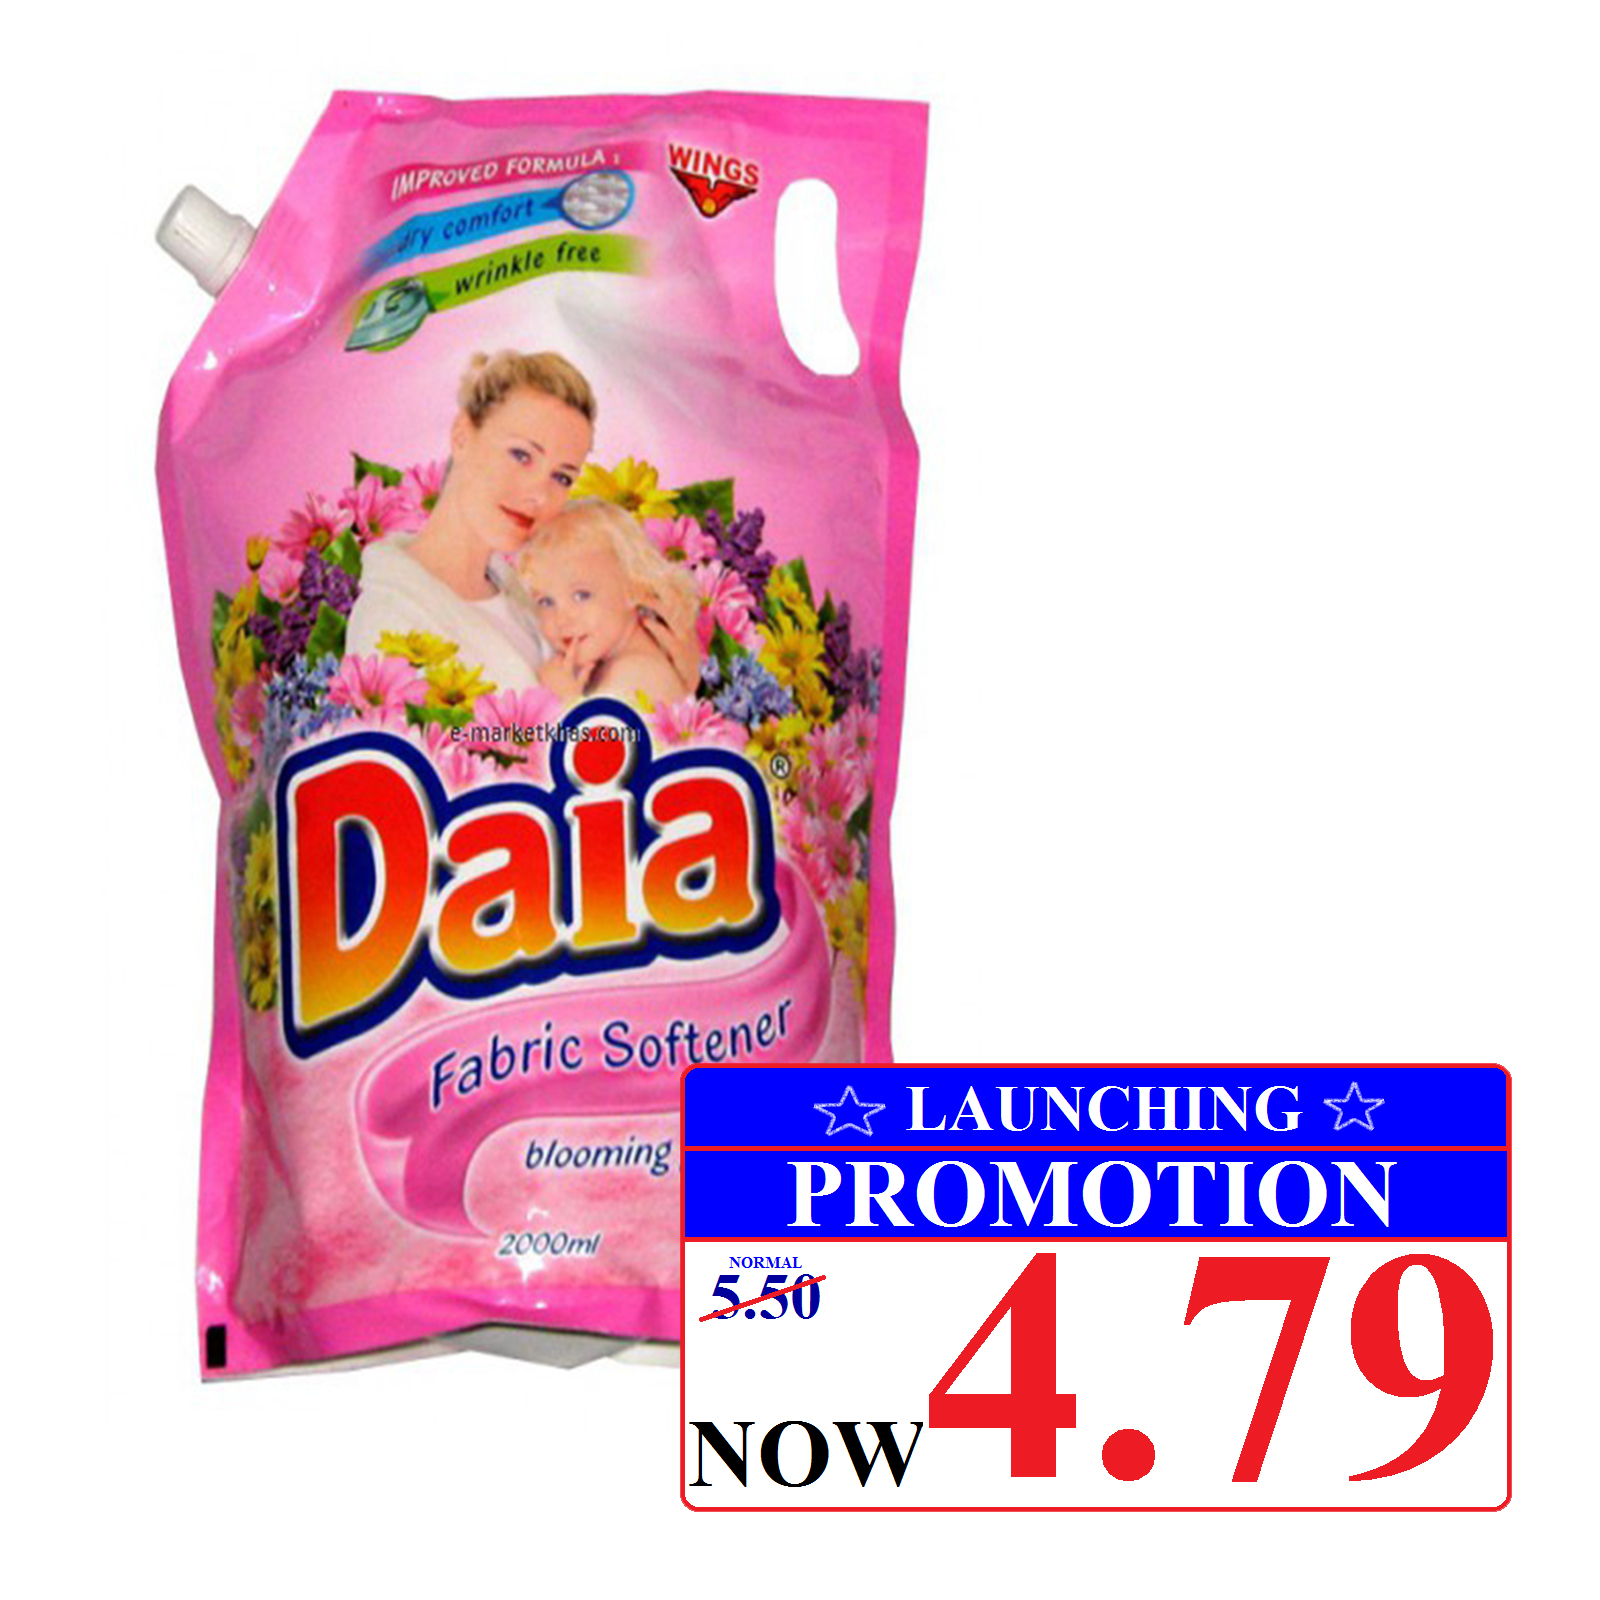 IMPROVED FORMULA
WINGS
dry comfort
wrinkle free
e-marketkhas.com
Daia®
Fabric Softener
blooming
2000ml
☆ LAUNCHING ☆
PROMOTION
NORMAL
5.50
NOW 4.79